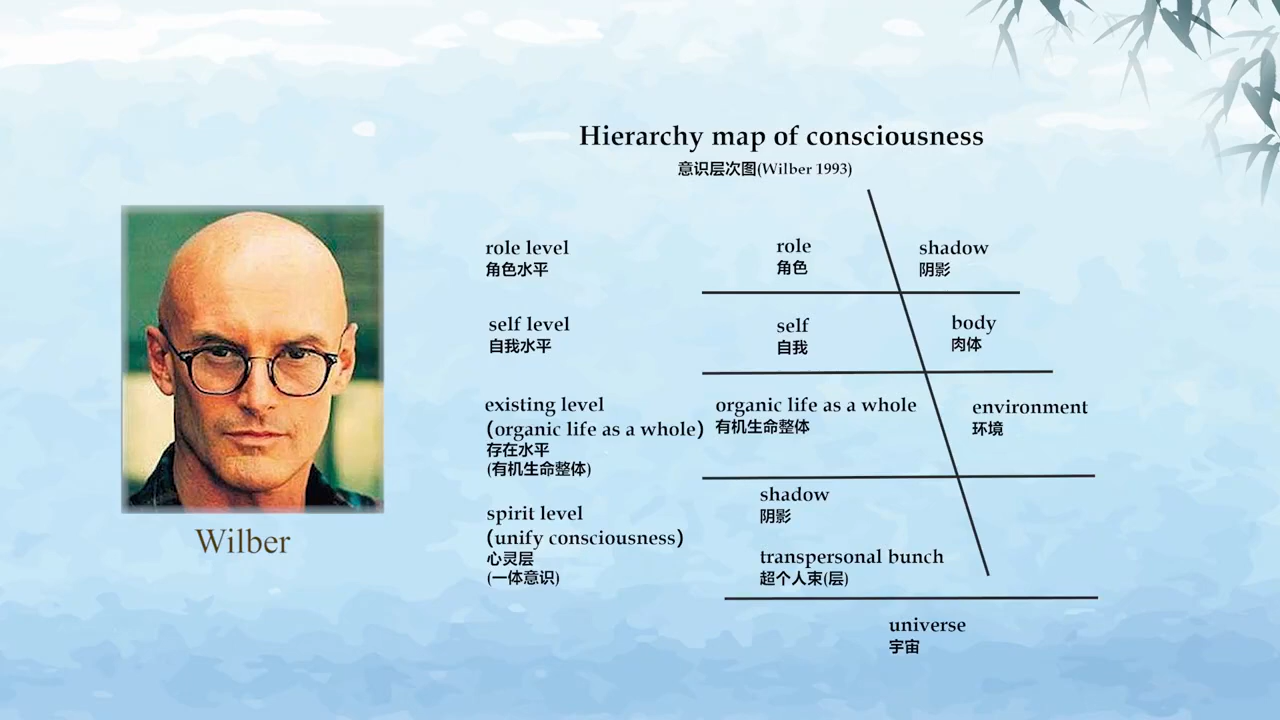 Hierarchy map of consciousness
意识层次图(Wilber 1993)
role level
角色水平
role
角色
shadow
阴影
self level
自我水平
self
自我
body
肉体
existing level
(organic life as a whole)
存在水平
(有机生命整体)
organic life as a whole
有机生命整体
environment
环境
spirit level
(unify consciousness)
心灵层
(一体意识)
shadow
阴影
transpersonal bunch
超个人束(层)
universe
宇宙
Wilber